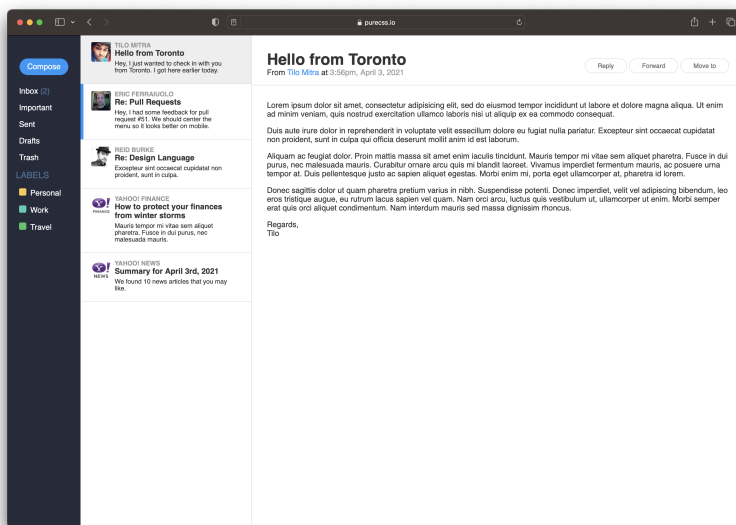 purecss.io
Compose
Inbox (2)
Important
Sent
Drafts
Trash
LABELS
Personal
Work
Travel
TILO MITRA
Hello from Toronto
Hey, I just wanted to check in with you
from Toronto. I got here earlier today.
ERIC FERRAIUOLO
Re: Pull Requests
Hey, I had some feedback for pull
request #51. We should center the
menu so it looks better on mobile.
REID BURKE
Re: Design Language
Excepteur sint occaecat cupidatat non
proident, sunt in culpa.
Y! FINANCE
YAHOO! FINANCE
How to protect your finances
from winter storms
Mauris tempor mi vitae sem aliquet
pharetra. Fusce in dui purus, nec
malesuada mauris.
Y! NEWS
YAHOO! NEWS
Summary for April 3rd, 2021
We found 10 news articles that you may
like.
Hello from Toronto
From Tilo Mitra at 3:56pm, April 3, 2021
Reply
Forward
Move to
Lorem ipsum dolor sit amet, consectetur adipisicing elit, sed do eiusmod tempor incididunt ut labore et dolore magna aliqua. Ut enim
ad minim veniam, quis nostrud exercitation ullamco laboris nisi ut aliquip ex ea commodo consequat.
Duis aute irure dolor in reprehenderit in voluptate velit essecillum dolore eu fugiat nulla pariatur. Excepteur sint occaecat cupidatat
non proident, sunt in culpa qui officia deserunt mollit anim id est laborum.
Aliquam ac feugiat dolor. Proin mattis massa sit amet enim iaculis tincidunt. Mauris tempor mi vitae sem aliquet pharetra. Fusce in dui
purus, nec malesuada mauris. Curabitur ornare arcu quis mi blandit laoreet. Vivamus imperdiet fermentum mauris, ac posuere urna
tempor at. Duis pellentesque justo ac sapien aliquet egestas. Morbi enim mi, porta eget ullamcorper at, pharetra id lorem.
Donec sagittis dolor ut quam pharetra pretium varius in nibh. Suspendisse potenti. Donec imperdiet, velit vel adipiscing bibendum, leo
eros tristique augue, eu rutrum lacus sapien vel quam. Nam orci arcu, luctus quis vestibulum ut, ullamcorper ut enim. Morbi semper
erat quis orci aliquet condimentum. Nam interdum mauris sed massa dignissim rhoncus.
Regards,
Tilo